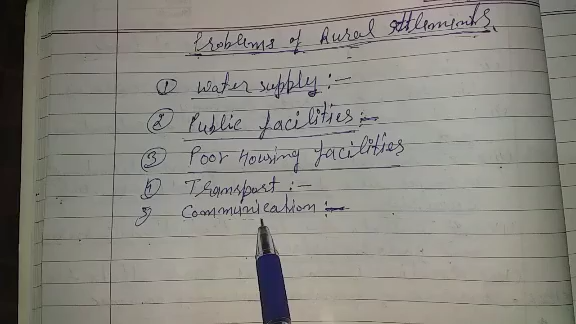 Problems of Rural Settlements
① Water supply :-
② Public facilities :-
③ Poor Housing facilities
④ Transport :-
5 Communication :-